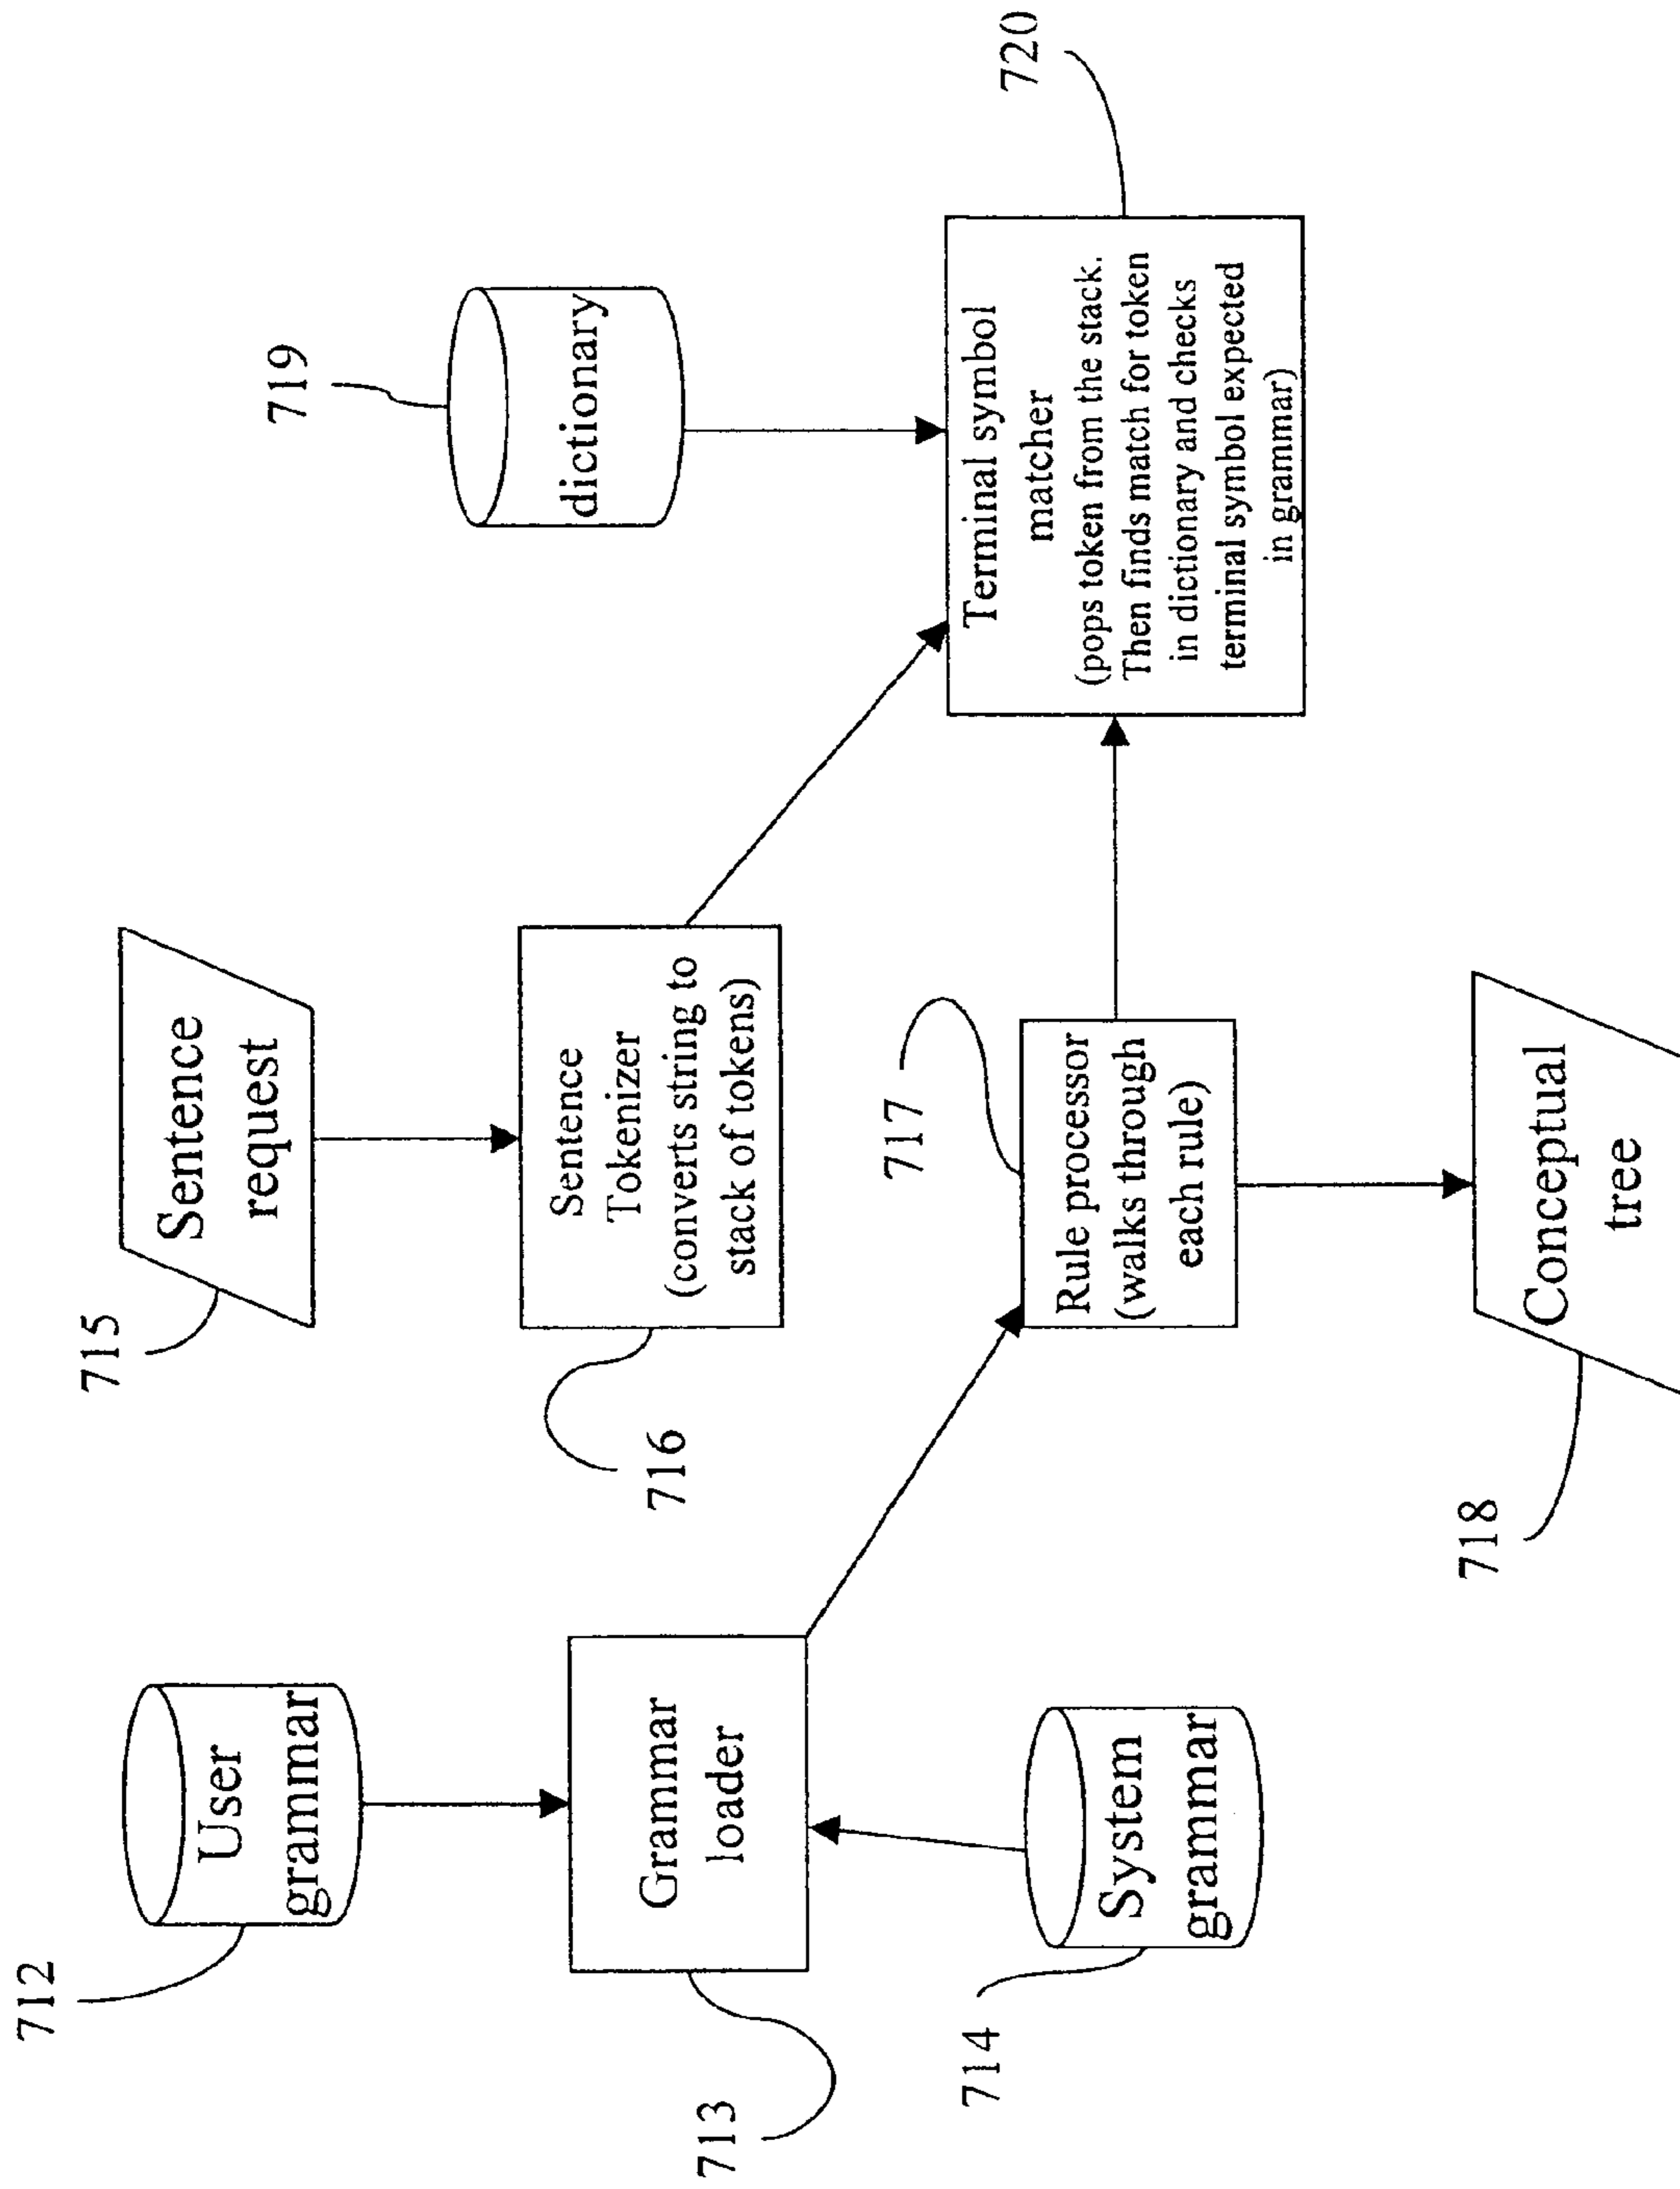 712
User
grammar
713
Grammar
loader
714
System
grammar
715
Sentence
request
716
Sentence
Tokenizer
(converts string to
stack of tokens)
717
Rule processor
(walks through
each rule)
718
Conceptual
tree
719
dictionary
720
Terminal symbol
matcher
(pops token from the stack.
Then finds match for token
in dictionary and checks
terminal symbol expected
in grammar)